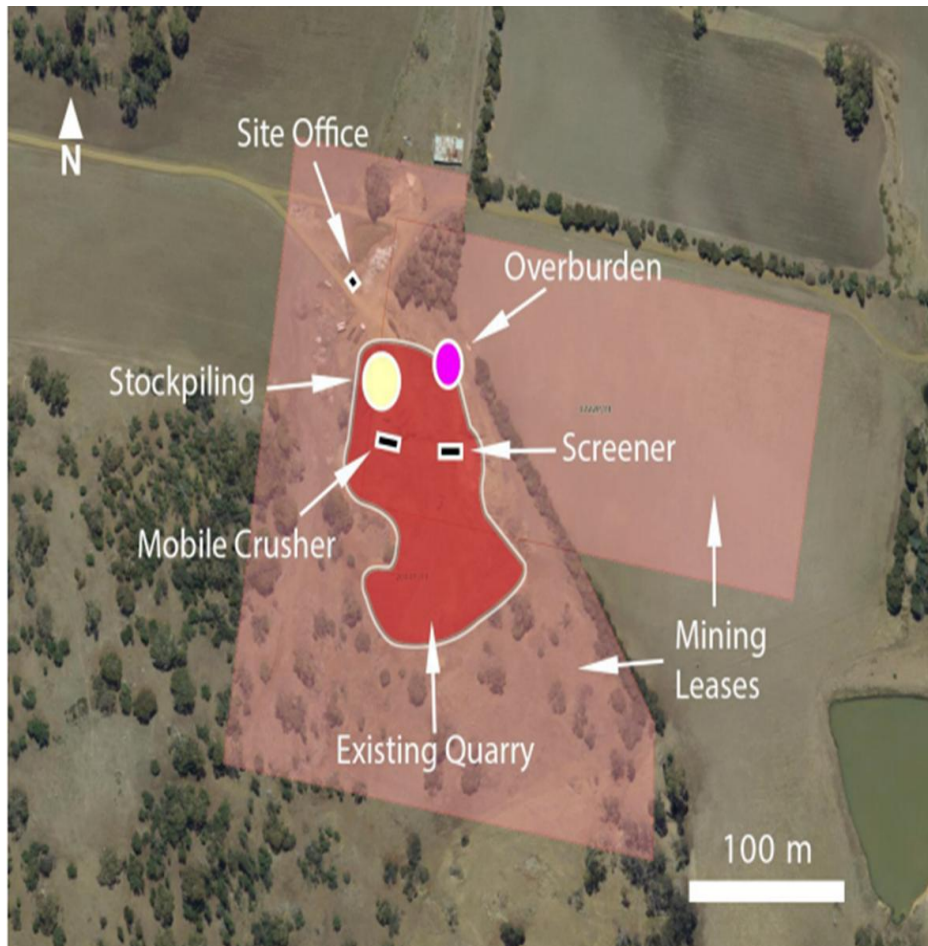 N
Site Office
Overburden
Stockpiling
Screener
Mobile Crusher
Mining
Leases
Existing Quarry
100 m